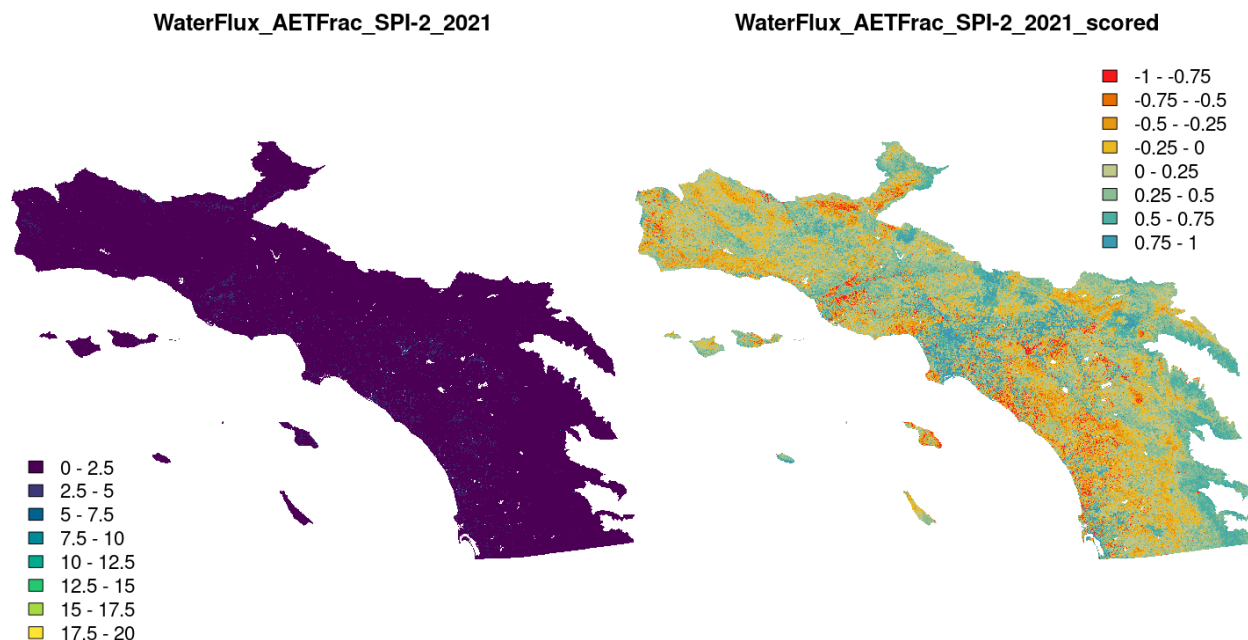 WaterFlux_AETFrac_SPI-2_2021
0 - 2.5
2.5 - 5
5 - 7.5
7.5 - 10
10 - 12.5
12.5 - 15
15 - 17.5
17.5 - 20
WaterFlux_AETFrac_SPI-2_2021_scored
-1 - -0.75
-0.75 - -0.5
-0.5 - -0.25
-0.25 - 0
0 - 0.25
0.25 - 0.5
0.5 - 0.75
0.75 - 1